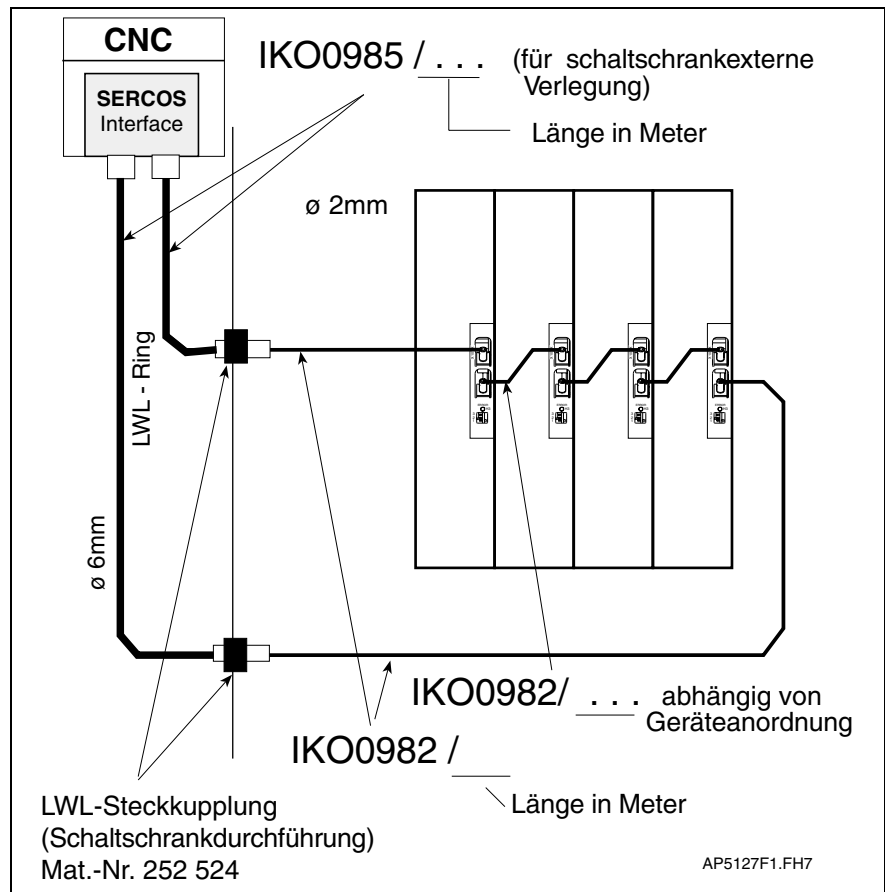 CNC
SERCOS
Interface
IKO0985 / . . . (für schaltschrankexterne
Verlegung)
Länge in Meter
ø 2mm
LWL - Ring
ø 6mm
IKO0982/ . . . abhängig von
Geräteanordnung
IKO0982 /
Länge in Meter
LWL-Steckkupplung
(Schaltschrankdurchführung)
Mat.-Nr. 252 524
AP5127F1.FH7